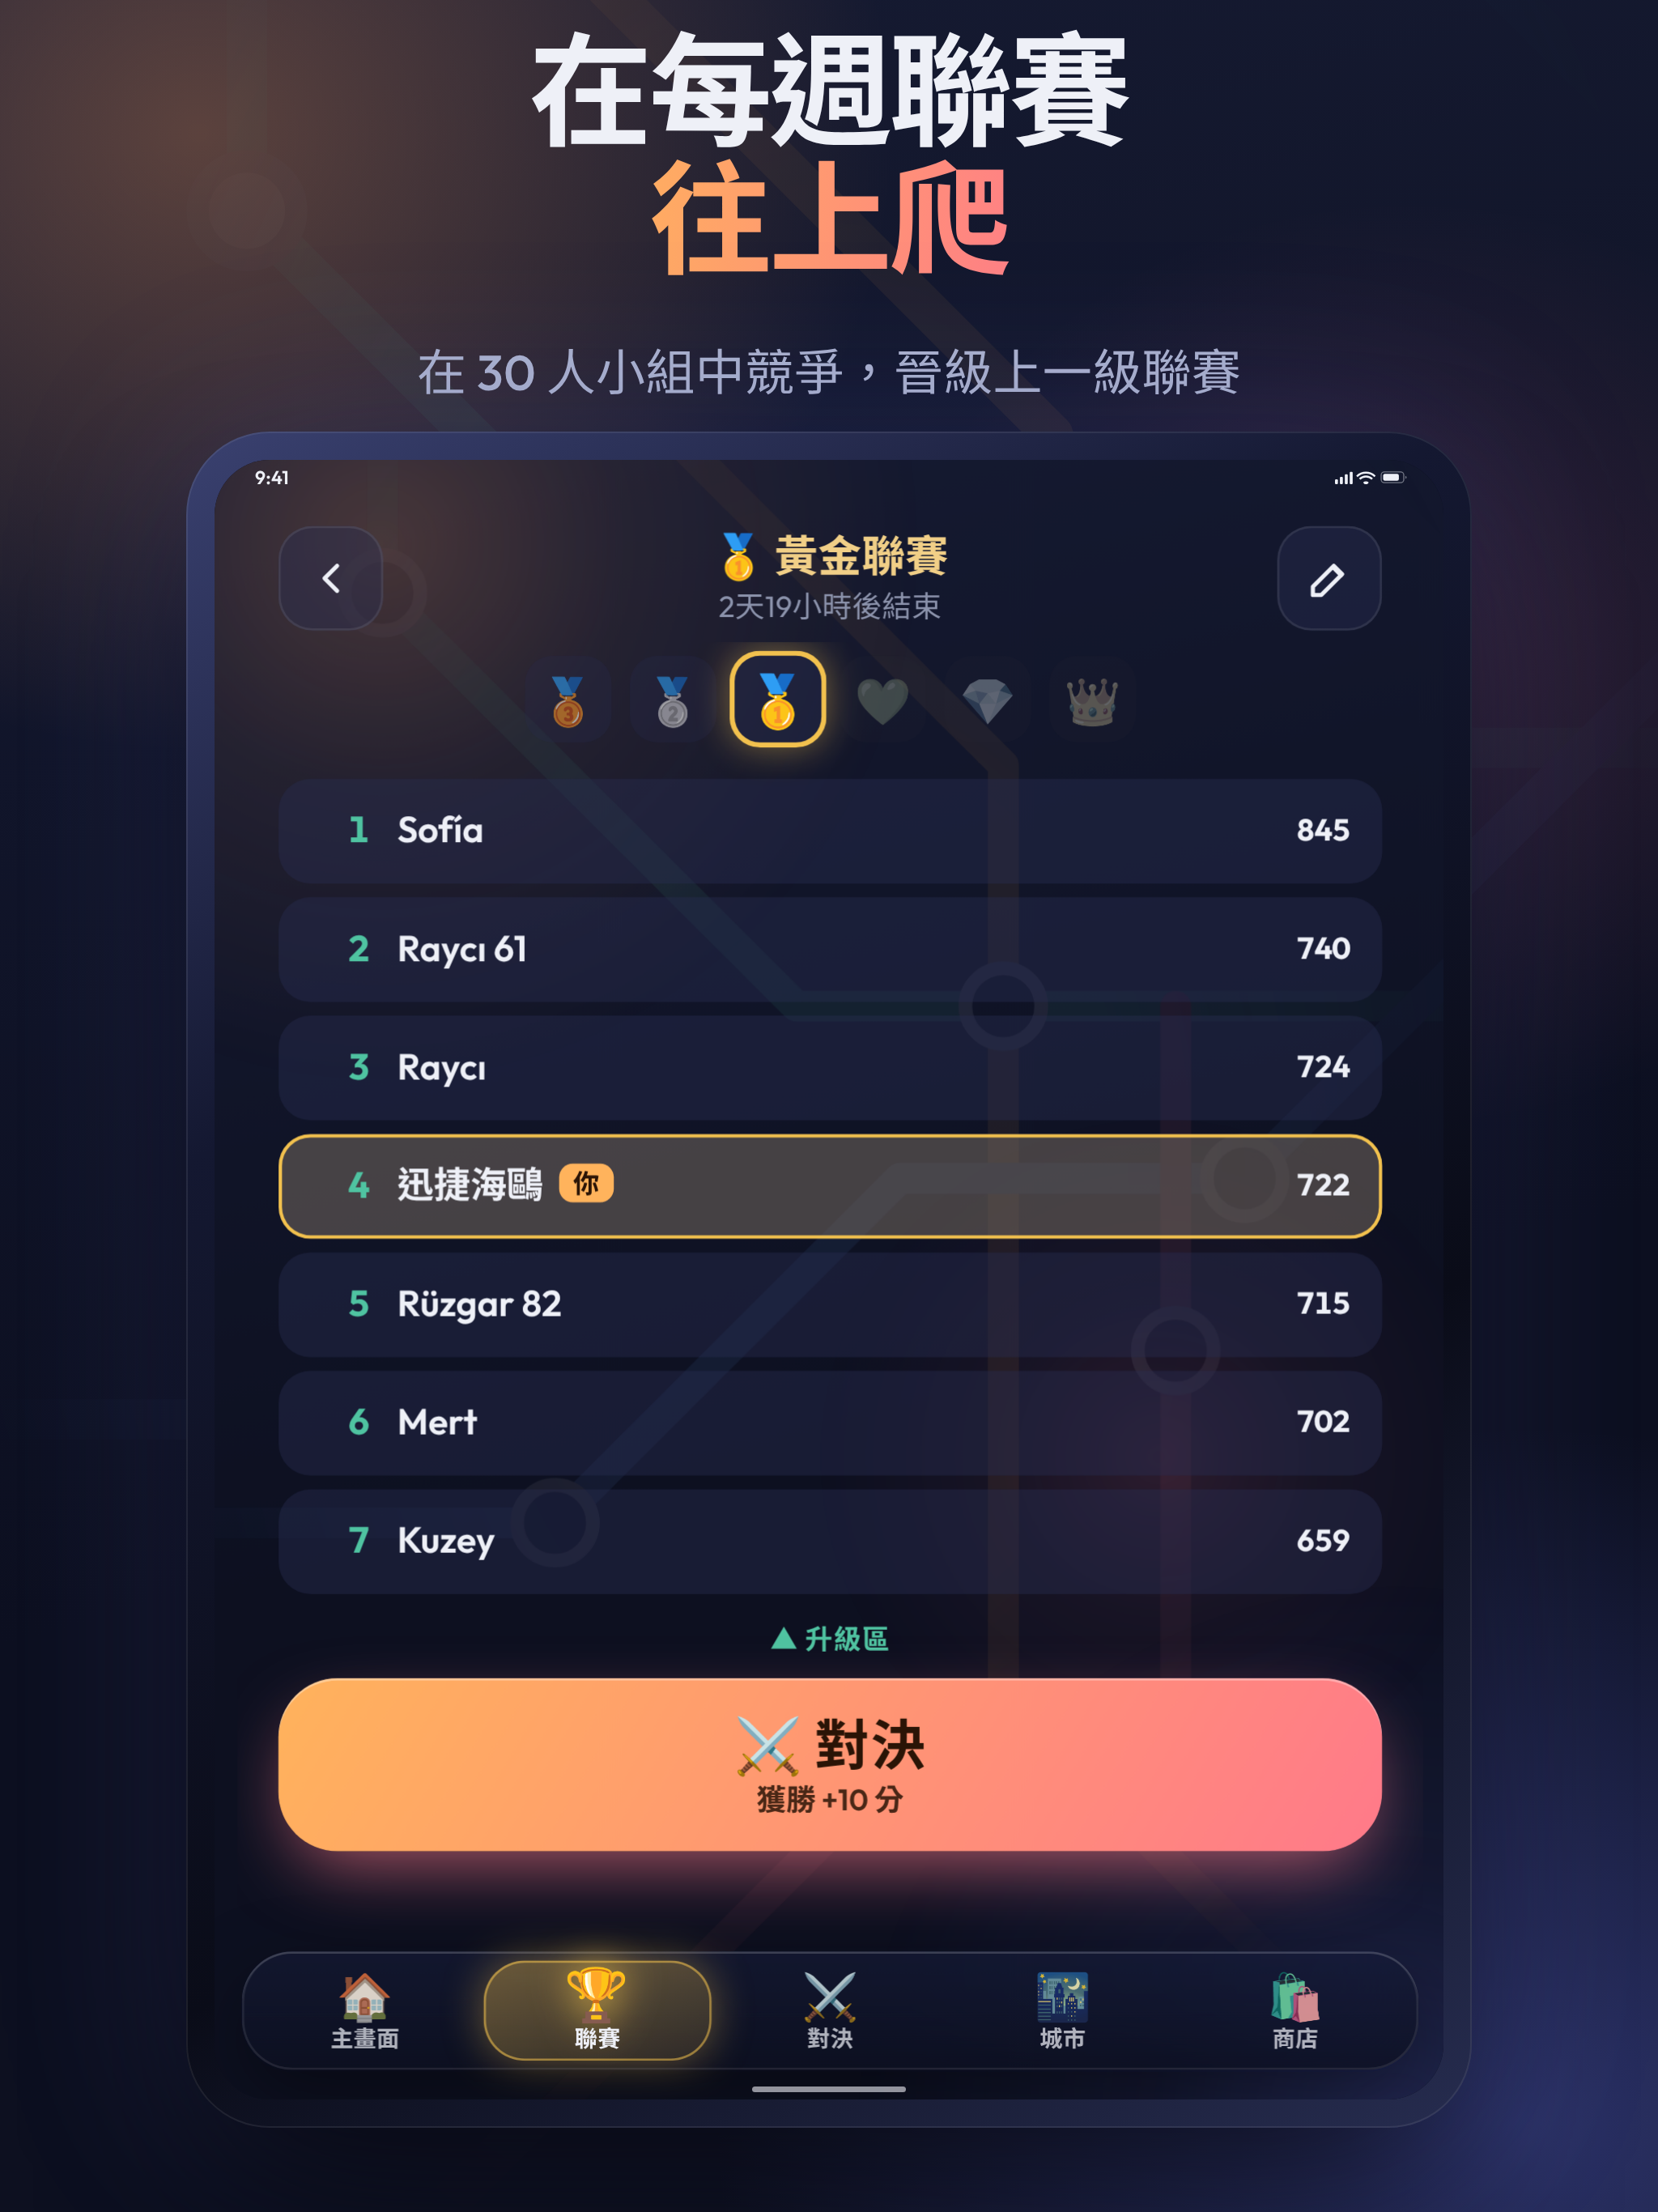 在每週聯賽
往上爬
在 30 人小組中競爭，晉級上一級聯賽
9:41
黃金聯賽
2天19小時後結束
1 Sofía 845
2 Raycı 61 740
3 Raycı 724
4 迅捷海鷗 你 722
5 Rüzgar 82 715
6 Mert 702
7 Kuzey 659
▲ 升級區
對決
獲勝 +10 分
主畫面 聯賽 對決 城市 商店